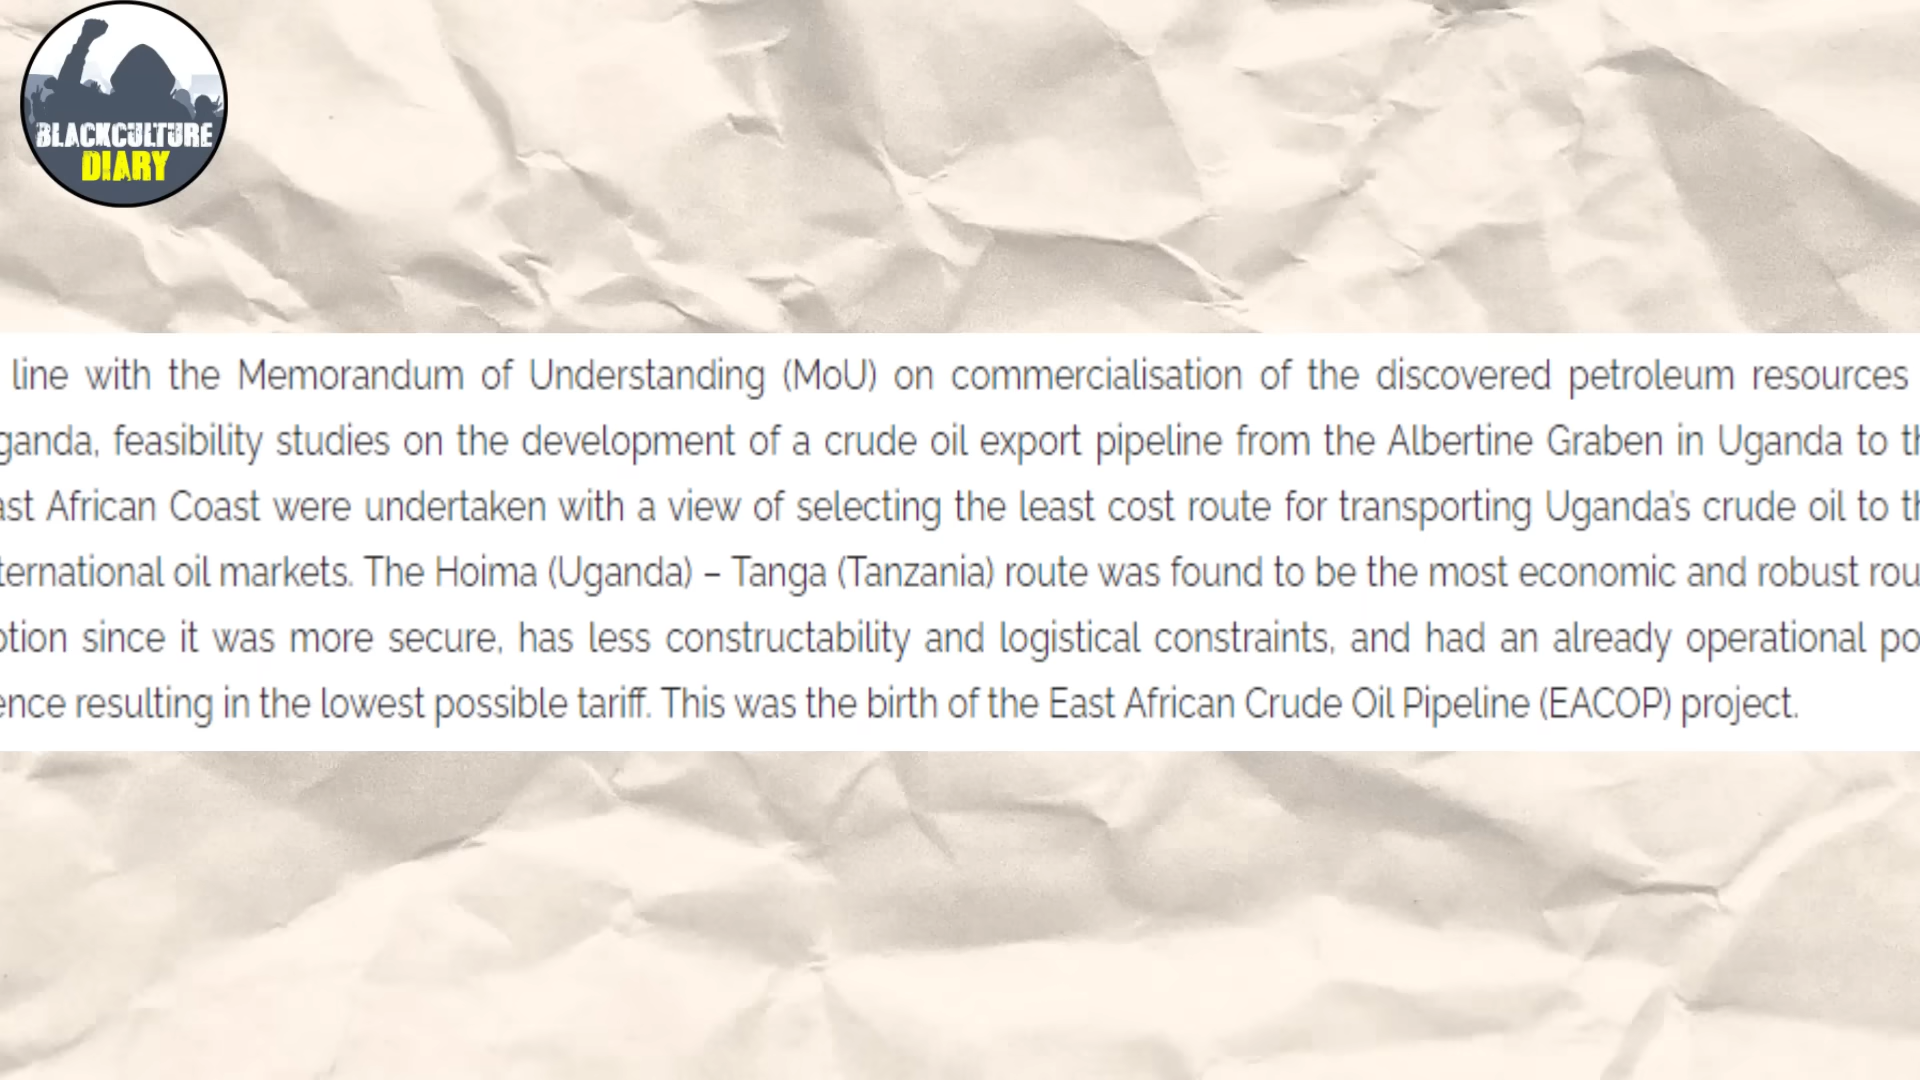 BLACKCULTURE
DIARY
line with the Memorandum of Understanding (MoU) on commercialisation of the discovered petroleum resources
ganda, feasibility studies on the development of a crude oil export pipeline from the Albertine Graben in Uganda to th
ast African Coast were undertaken with a view of selecting the least cost route for transporting Uganda's crude oil to th
ternational oil markets. The Hoima (Uganda) – Tanga (Tanzania) route was found to be the most economic and robust rou
ption since it was more secure, has less constructability and logistical constraints, and had an already operational po
ence resulting in the lowest possible tariff. This was the birth of the East African Crude Oil Pipeline (EACOP) project.